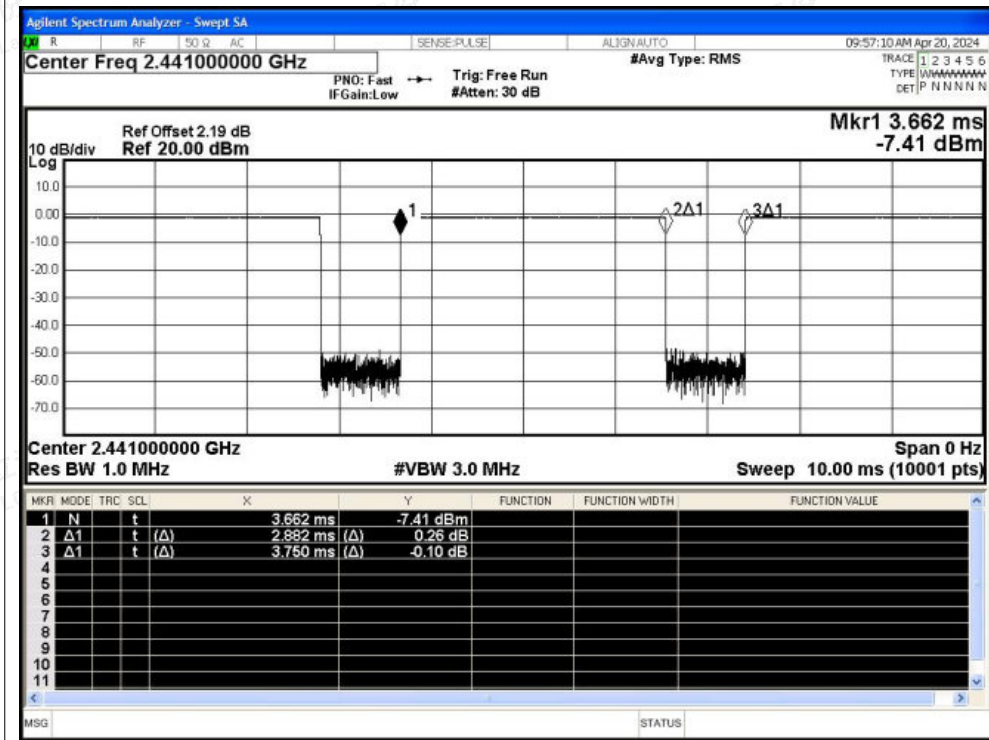 Agilent Spectrum Analyzer - Swept SA
LXI R RF 50 Ω AC SENSE:PULSE ALIGN AUTO 09:57:10 AM Apr 20, 2024
Center Freq 2.441000000 GHz #Avg Type: RMS TRACE 1 2 3 4 5 6
PNO: Fast Trig: Free Run TYPE
IFGain:Low #Atten: 30 dB DET P N N N N N
Mkr1 3.662 ms
Ref Offset 2.19 dB
10 dB/div Ref 20.00 dBm -7.41 dBm
Log
10.0
0.00 1 2Δ1 3Δ1
-10.0
-20.0
-30.0
-40.0
-50.0
-60.0
-70.0
Center 2.441000000 GHz Span 0 Hz
Res BW 1.0 MHz #VBW 3.0 MHz Sweep 10.00 ms (10001 pts)
MKR MODE TRC SCL X Y FUNCTION FUNCTION WIDTH FUNCTION VALUE
1 N t 3.662 ms -7.41 dBm
2 Δ1 t (Δ) 2.882 ms (Δ) 0.26 dB
3 Δ1 t (Δ) 3.750 ms (Δ) -0.10 dB
4
5
6
7
8
9
10
11
MSG STATUS